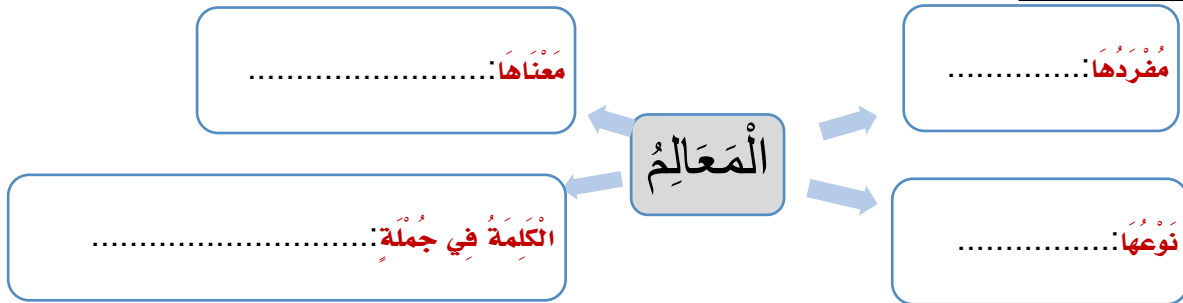 مُفْرَدُهَا:..............
مَعْنَاهَا:.........................
الْمَعَالِمُ
نَوْعُهَا:................
الْكَلِمَةُ فِي جُمْلَةٍ:.............................